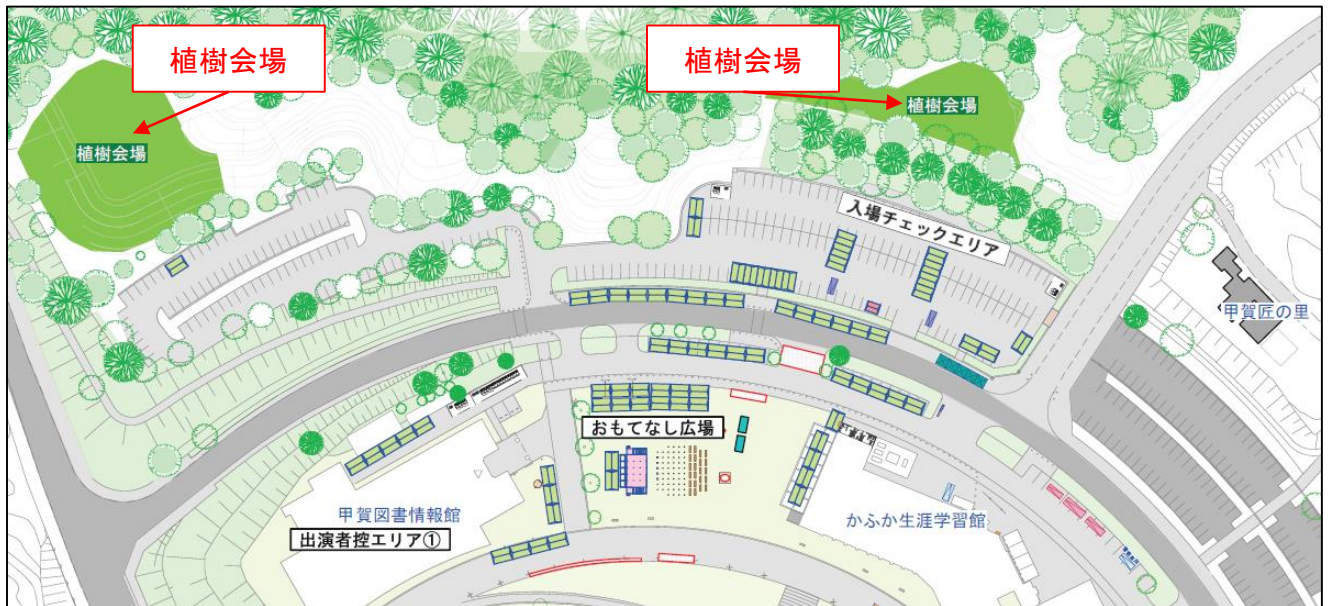 植樹会場
植樹会場
植樹会場
植樹会場
入場チェックエリア
甲賀匠の里
おもてなし広場
甲賀図書情報館
出演者控エリア①
かふか生涯学習館